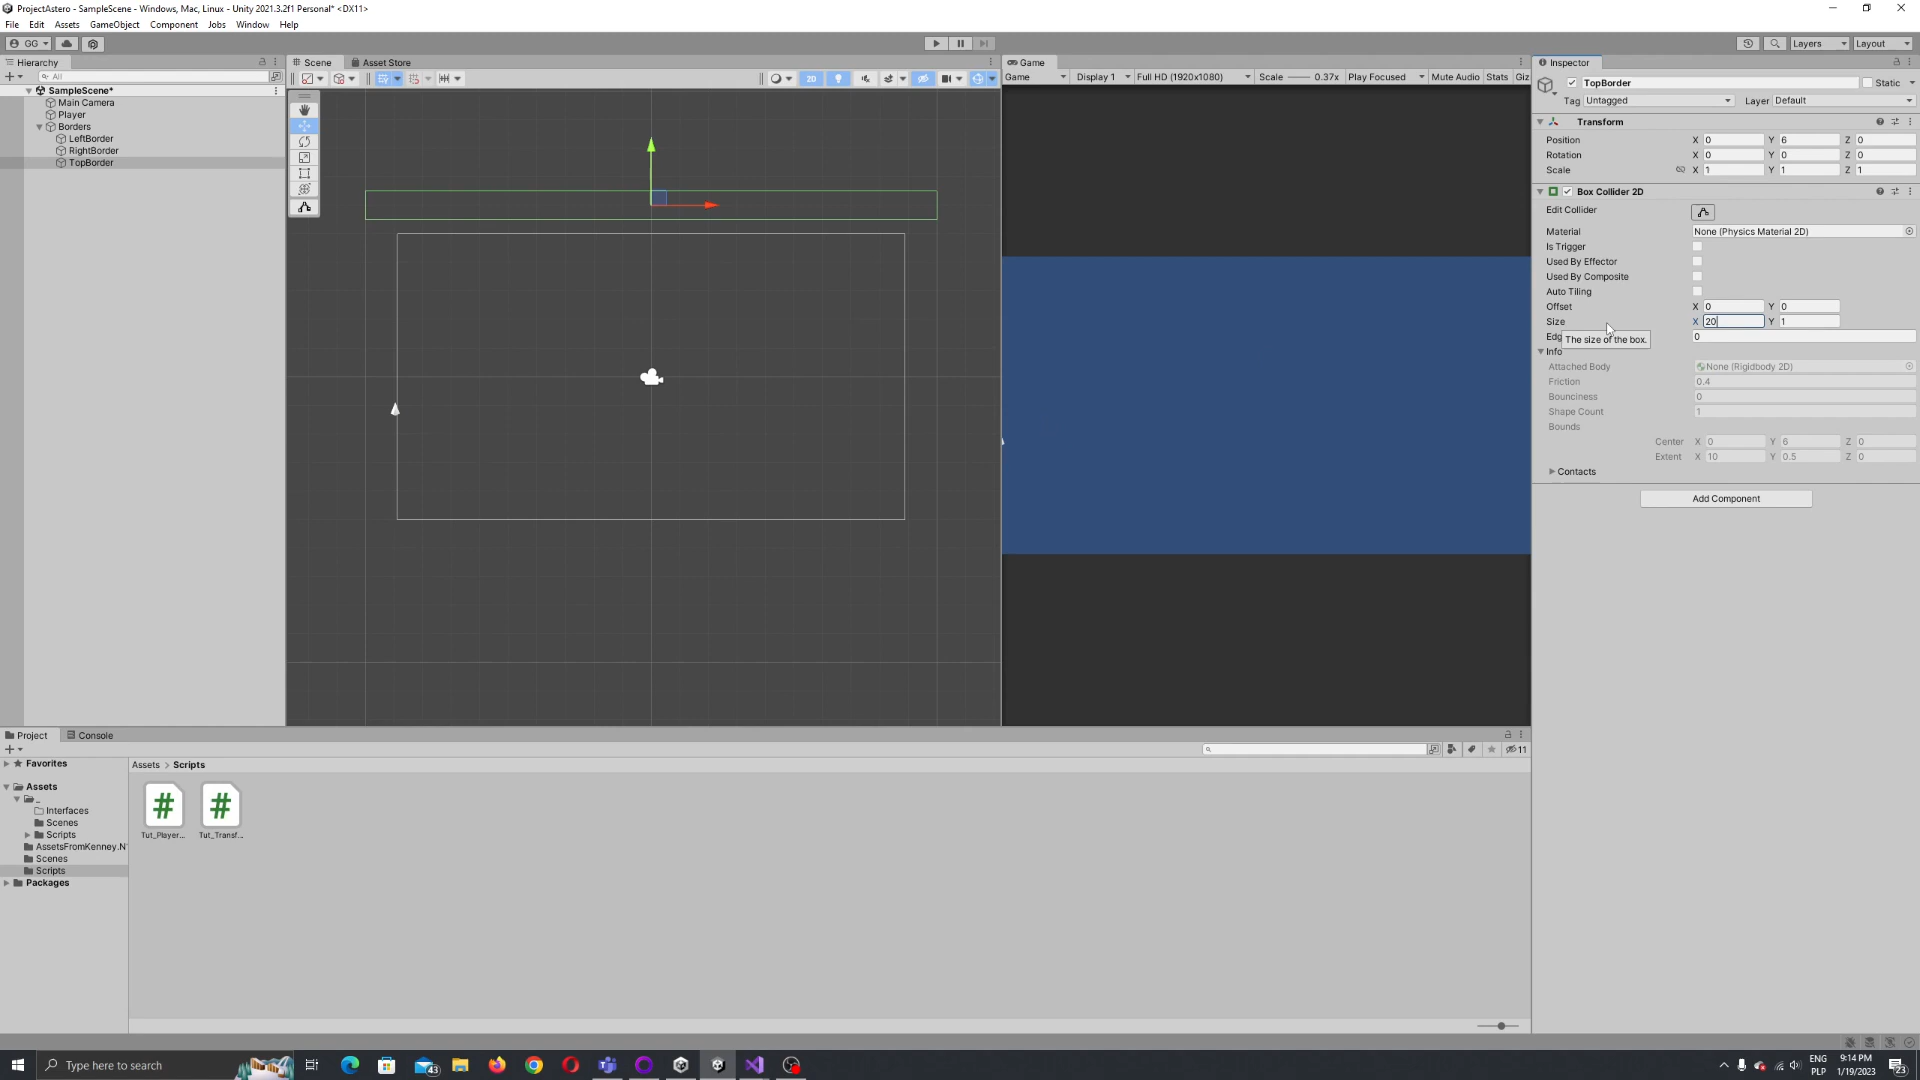 ProjectAstero - SampleScene - Windows, Mac, Linux - Unity 2021.3.2f1 Personal* <DX11>
File Edit Assets GameObject Component Jobs Window Help
GG Layers Layout
Hierarchy Scene Asset Store Game Inspector
All
Game Display 1 Full HD (1920x1080) Scale 0.37x Play Focused Mute Audio Stats Giz
2D
SampleScene*
Main Camera
Player
Borders
LeftBorder
RightBorder
TopBorder
TopBorder Static
Tag Untagged Layer Default
Transform
Position X 0 Y 6 Z 0
Rotation X 0 Y 0 Z 0
Scale X 1 Y 1 Z 1
Box Collider 2D
Edit Collider
Material None (Physics Material 2D)
Is Trigger
Used By Effector
Used By Composite
Auto Tiling
Offset X 0 Y 0
Size X 20 Y 1
Edg 0
The size of the box.
Info
Attached Body None (Rigidbody 2D)
Friction 0.4
Bounciness 0
Shape Count 1
Bounds
Center X 0 Y 6 Z 0
Extent X 10 Y 0.5 Z 0
Contacts
Add Component
Project Console
11
Favorites
Assets
_
Interfaces
Scenes
Scripts
AssetsFromKenney.N
Scenes
Scripts
Packages
Assets > Scripts
Tut_Player... Tut_Transf...
Type here to search
43
ENG
PLP
9:14 PM
1/19/2023
23